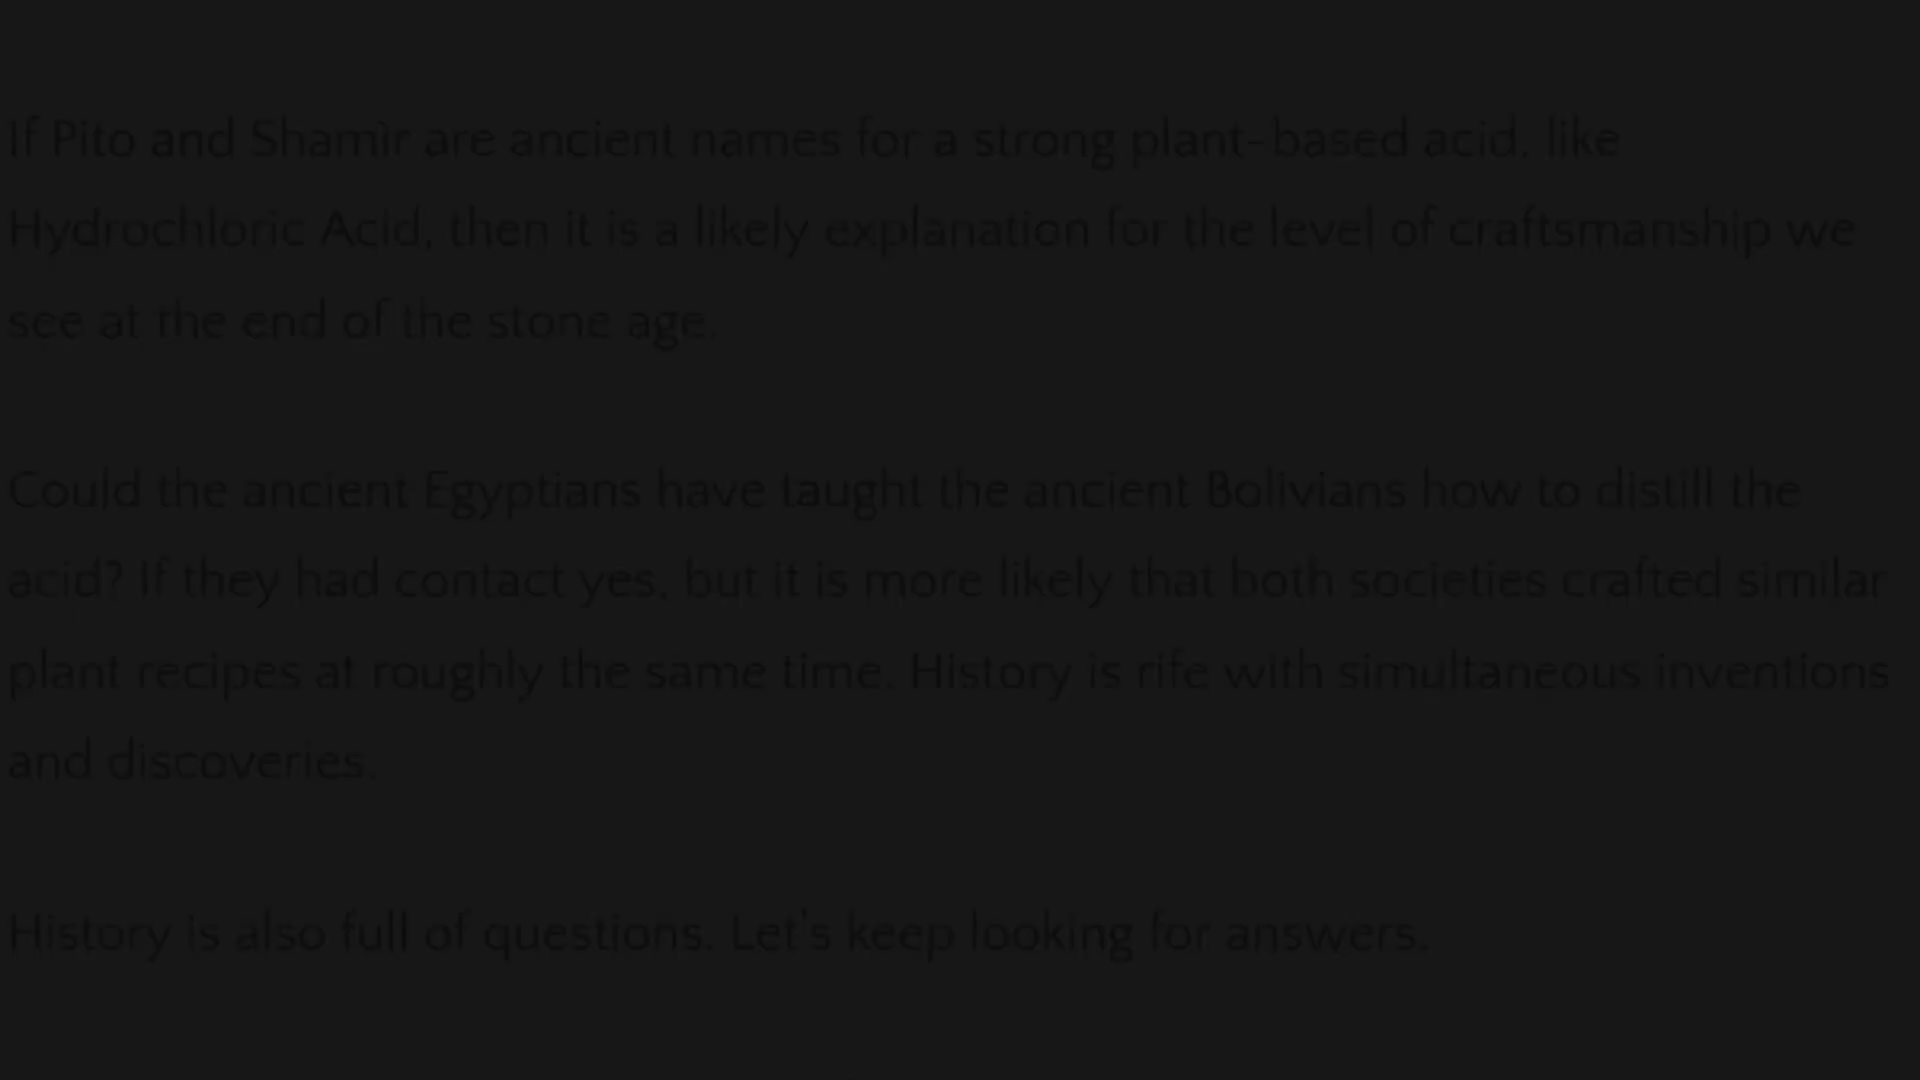 If Pito and Shamir are ancient names for a strong plant-based acid, like
Hydrochloric Acid, then it is a likely explanation for the level of craftsmanship we
see at the end of the stone age.
Could the ancient Egyptians have taught the ancient Bolivians how to distill the
acid? If they had contact yes, but it is more likely that both societies crafted similar
plant recipes at roughly the same time. History is rife with simultaneous inventions
and discoveries.
History is also full of questions. Let's keep looking for answers.